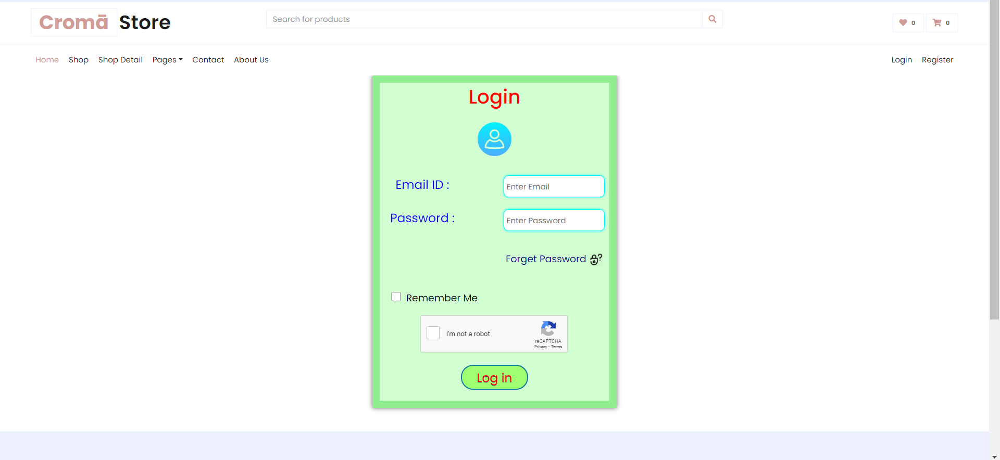 Cromā Store
Search for products
0
0
Home Shop Shop Detail Pages Contact About Us
Login Register
Login
Email ID :
Enter Email
Password :
Enter Password
Forget Password
Remember Me
I'm not a robot
reCAPTCHA
Privacy - Terms
Log in